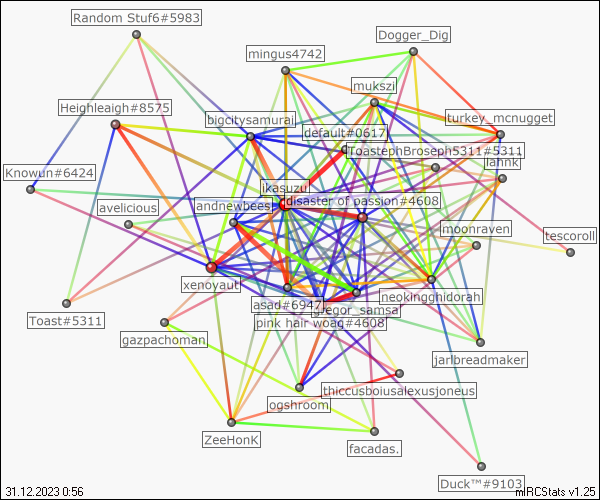 Random Stuf6#5983
Dogger_Dig
mingus4742
mukszi
Heighleaigh#8575
bigcitysamurai
default#0617
turkey_mcnugget
ToastephBroseph5311#5311
fannk
Knowun#6424
ikasuzu
disaster of passion#4608
avelicious
andnewbees
moonraven
tescoroll
xenoyaut
neokingghidorah
asad#6947
gregor_samsa
Toast#5311
pink hair woag#4608
gazpachoman
jarlbreadmaker
thiccusboiusalexusjoneus
ogshroom
ZeeHonK
facadas.
Duck™#9103
31.12.2023 0:56
mIRCStats v1.25